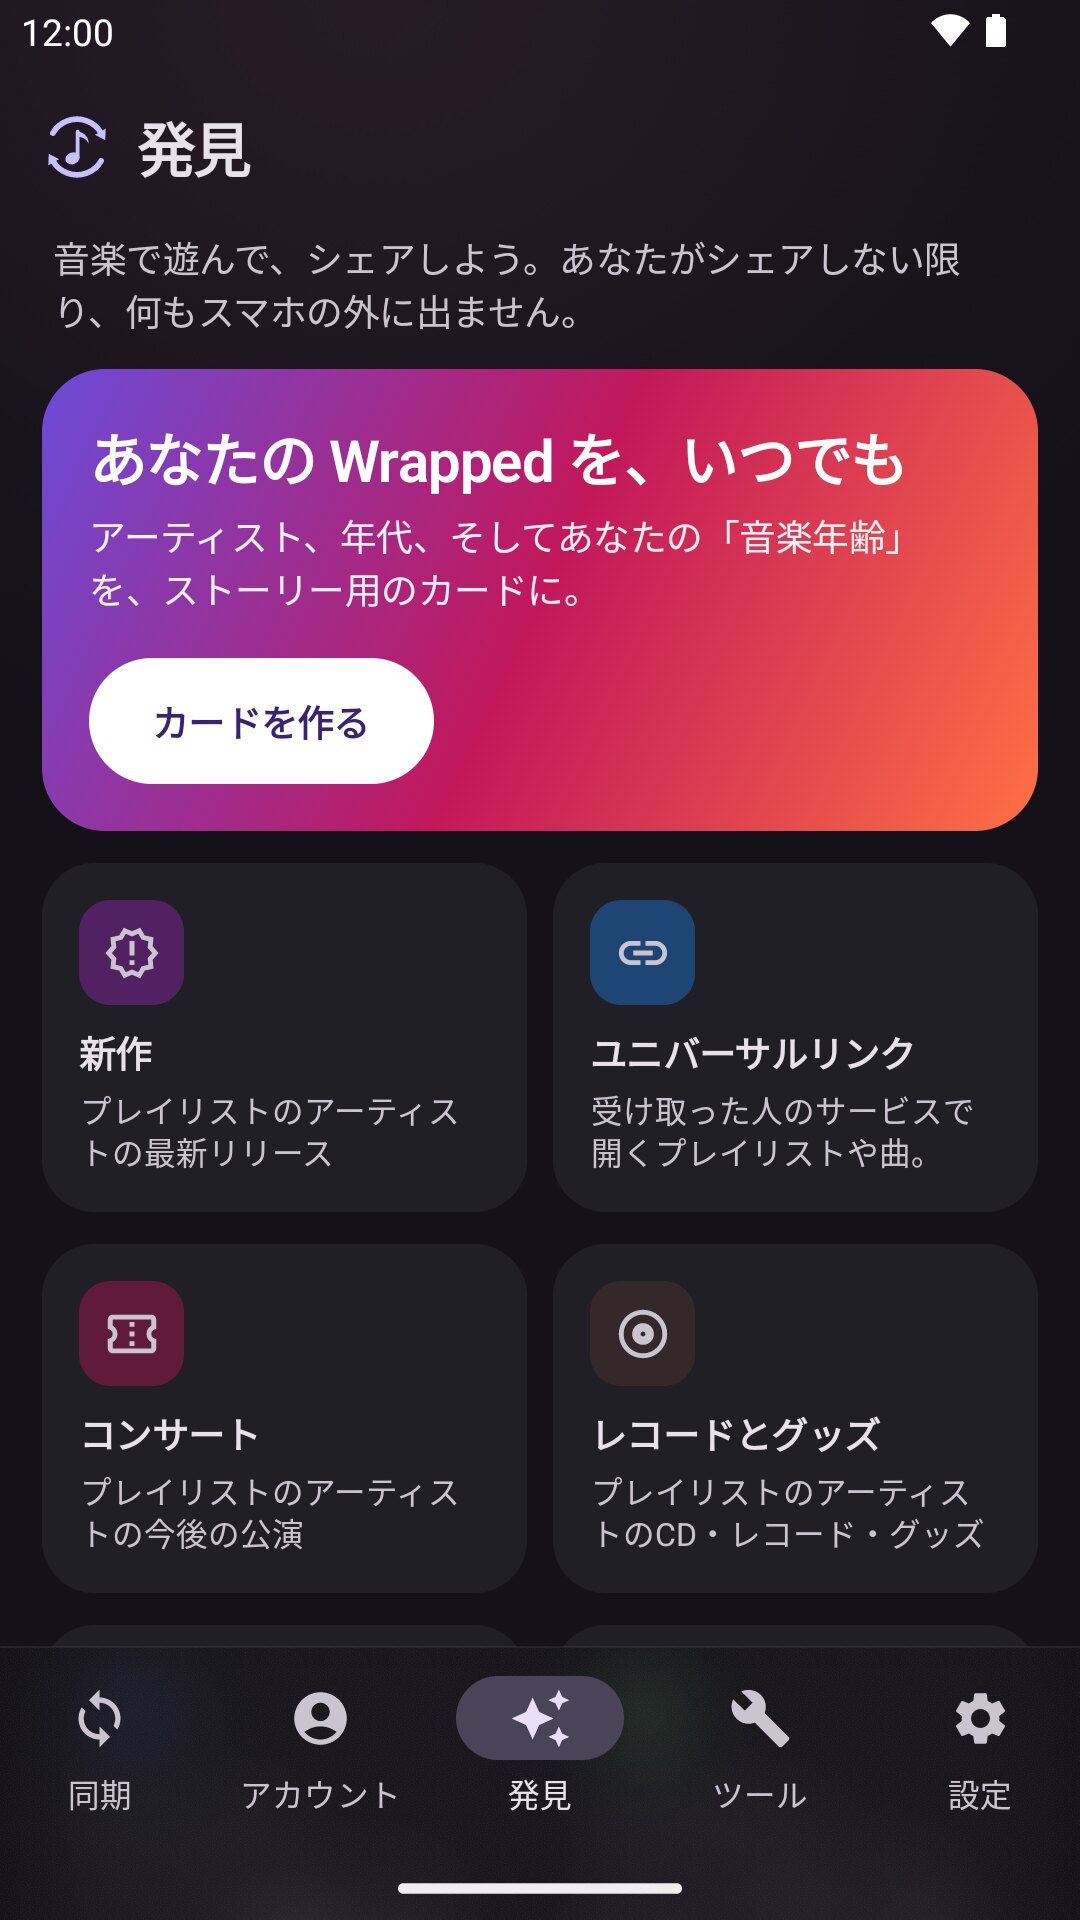 12:00
発見
音楽で遊んで、シェアしよう。あなたがシェアしない限
り、何もスマホの外に出ません。
あなたの Wrapped を、いつでも
アーティスト、年代、そしてあなたの「音楽年齢」
を、ストーリー用のカードに。
カードを作る
新作
プレイリストのアーティス
トの最新リリース
ユニバーサルリンク
受け取った人のサービスで
開くプレイリストや曲。
コンサート
プレイリストのアーティス
トの今後の公演
レコードとグッズ
プレイリストのアーティス
トのCD・レコード・グッズ
同期
アカウント
発見
ツール
設定